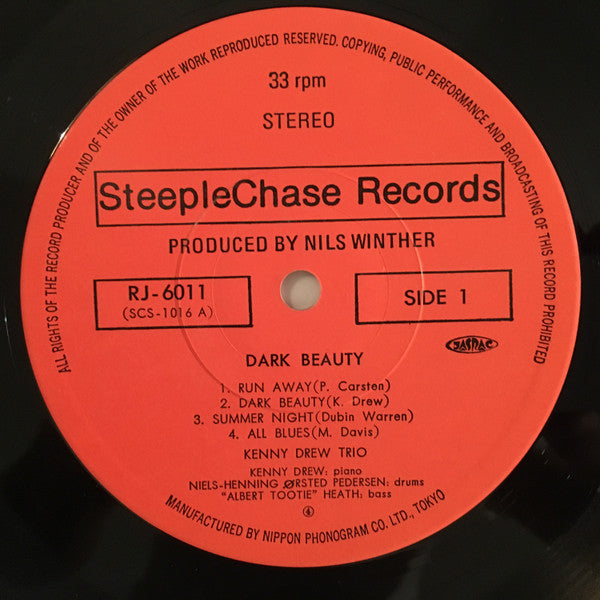 ALL RIGHTS OF THE RECORD PRODUCER AND OF THE OWNER OF THE WORK REPRODUCED RESERVED. COPYING, PUBLIC PERFORMANCE AND BROADCASTING OF THIS RECORD PROHIBITED
33 rpm
STEREO
SteepleChase Records
PRODUCED BY NILS WINTHER
RJ-6011
(SCS-1016 A)
SIDE 1
JASRAC
DARK BEAUTY
1. RUN AWAY(P. Carsten)
2. DARK BEAUTY(K. Drew)
3. SUMMER NIGHT(Dubin Warren)
4. ALL BLUES(M. Davis)
KENNY DREW TRIO
KENNY DREW: piano
NIELS-HENNING ØRSTED PEDERSEN: drums
"ALBERT TOOTIE" HEATH: bass
④
MANUFACTURED BY NIPPON PHONOGRAM CO. LTD., TOKYO